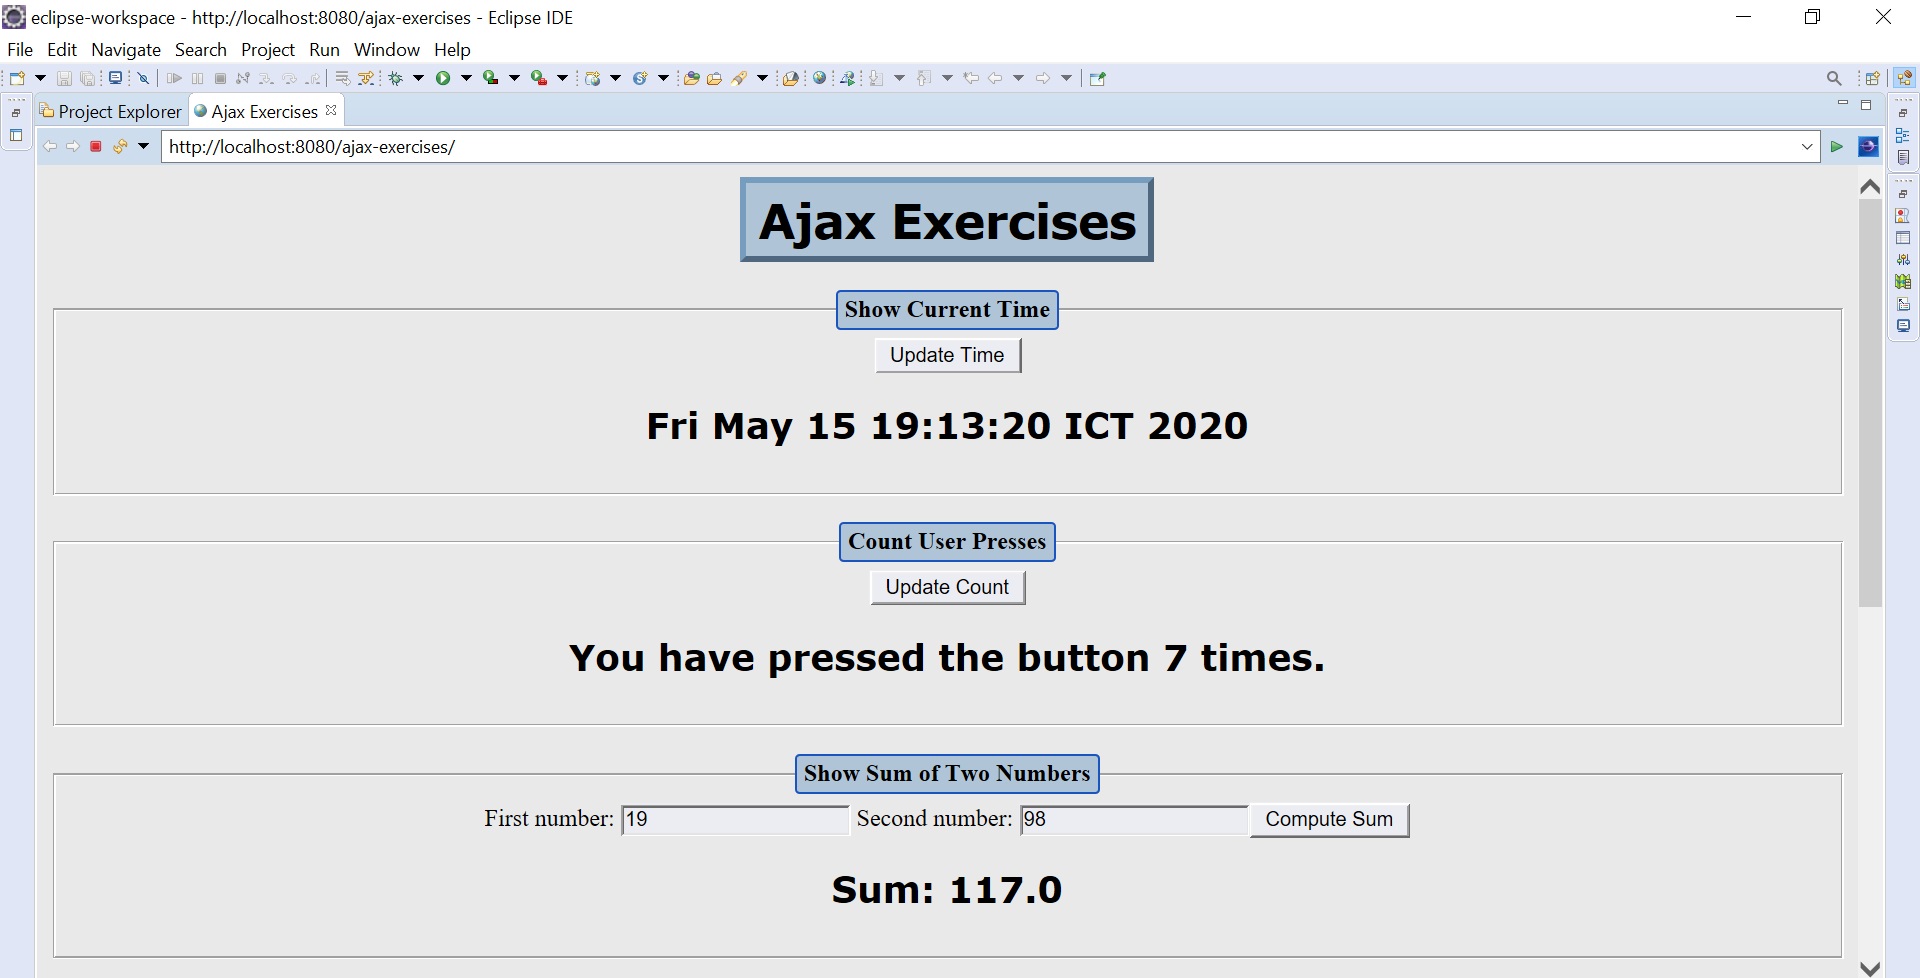 eclipse-workspace - http://localhost:8080/ajax-exercises - Eclipse IDE
File Edit Navigate Search Project Run Window Help
Project Explorer Ajax Exercises
http://localhost:8080/ajax-exercises/
Ajax Exercises
Show Current Time
Update Time
Fri May 15 19:13:20 ICT 2020
Count User Presses
Update Count
You have pressed the button 7 times.
Show Sum of Two Numbers
First number: 19 Second number: 98 Compute Sum
Sum: 117.0